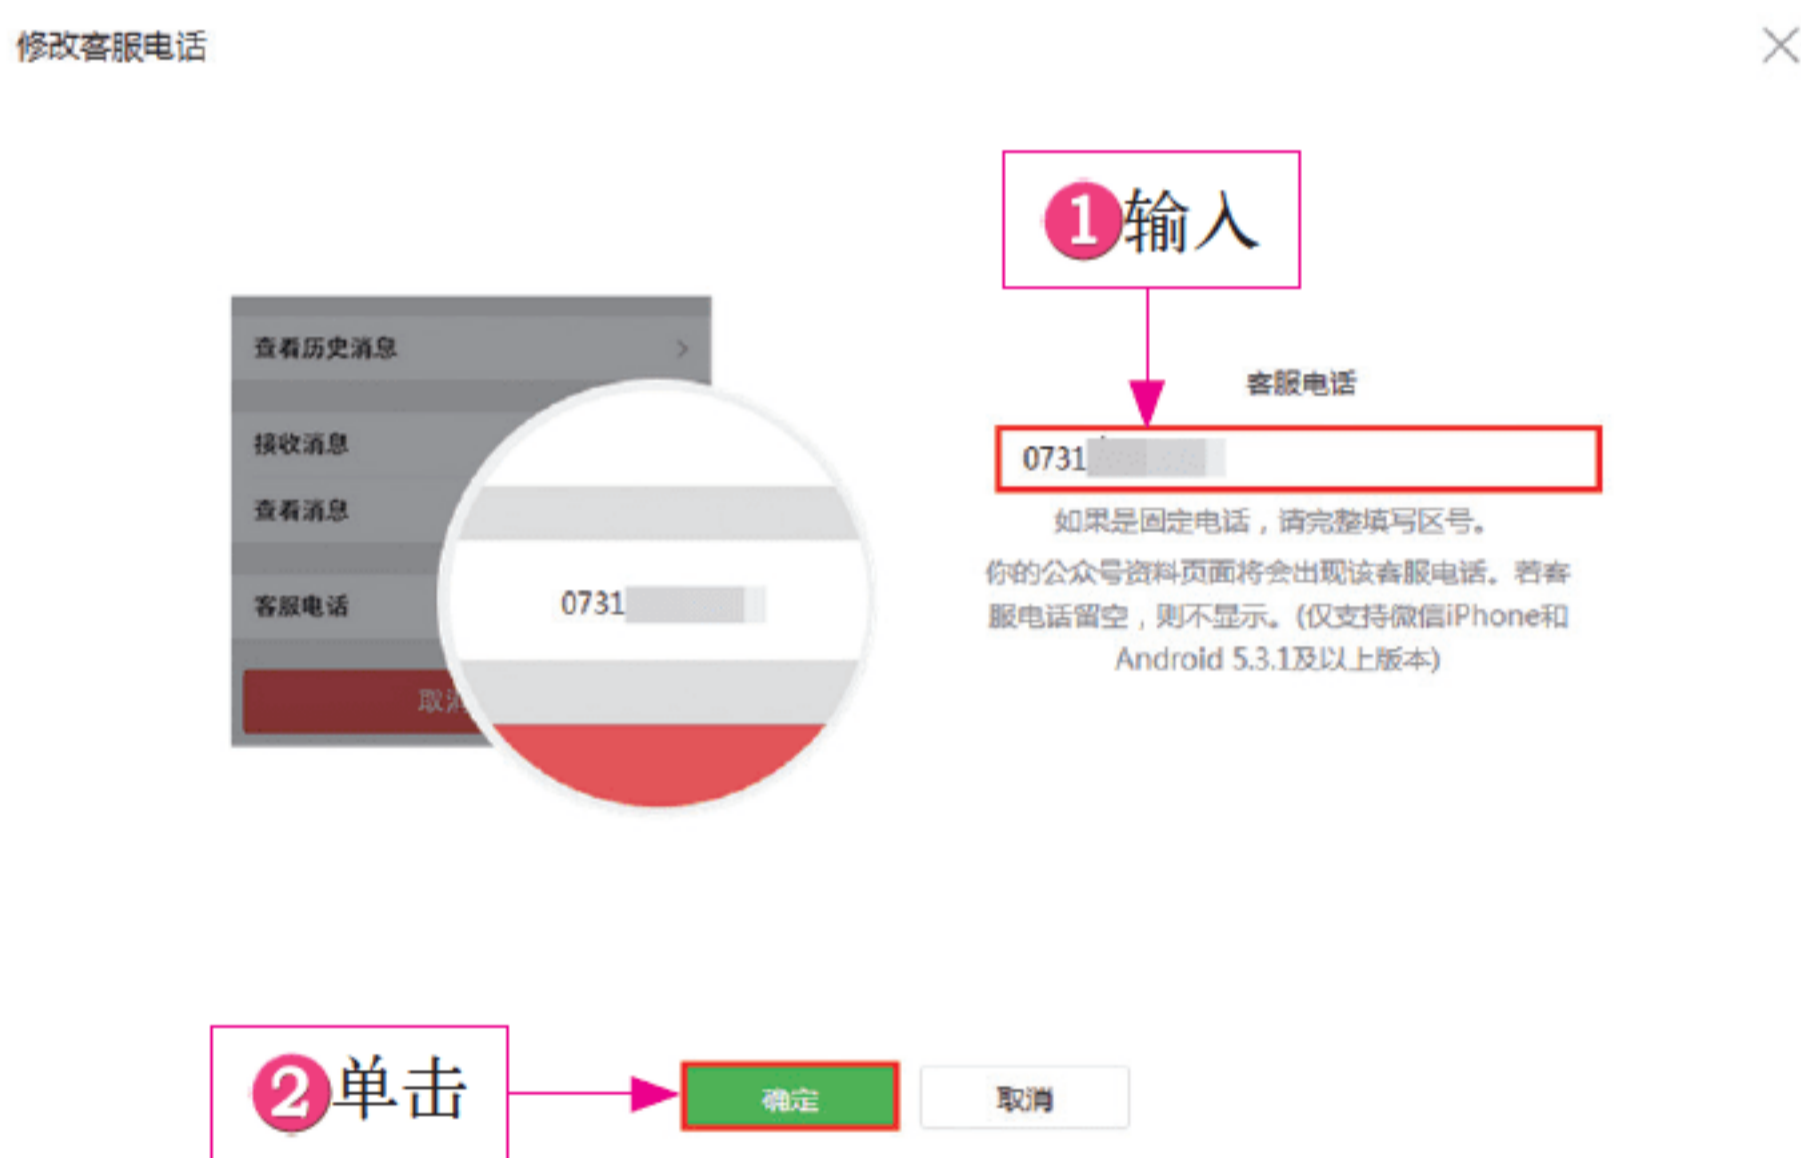 修改客服电话
❶输入
查看历史消息
接收消息
查看消息
客服电话
取消
0731
客服电话
0731
如果是固定电话，请完整填写区号。
你的公众号资料页面将会出现该客服电话。若客
服电话留空，则不显示。(仅支持微信iPhone和
Android 5.3.1及以上版本)
❷单击
确定
取消